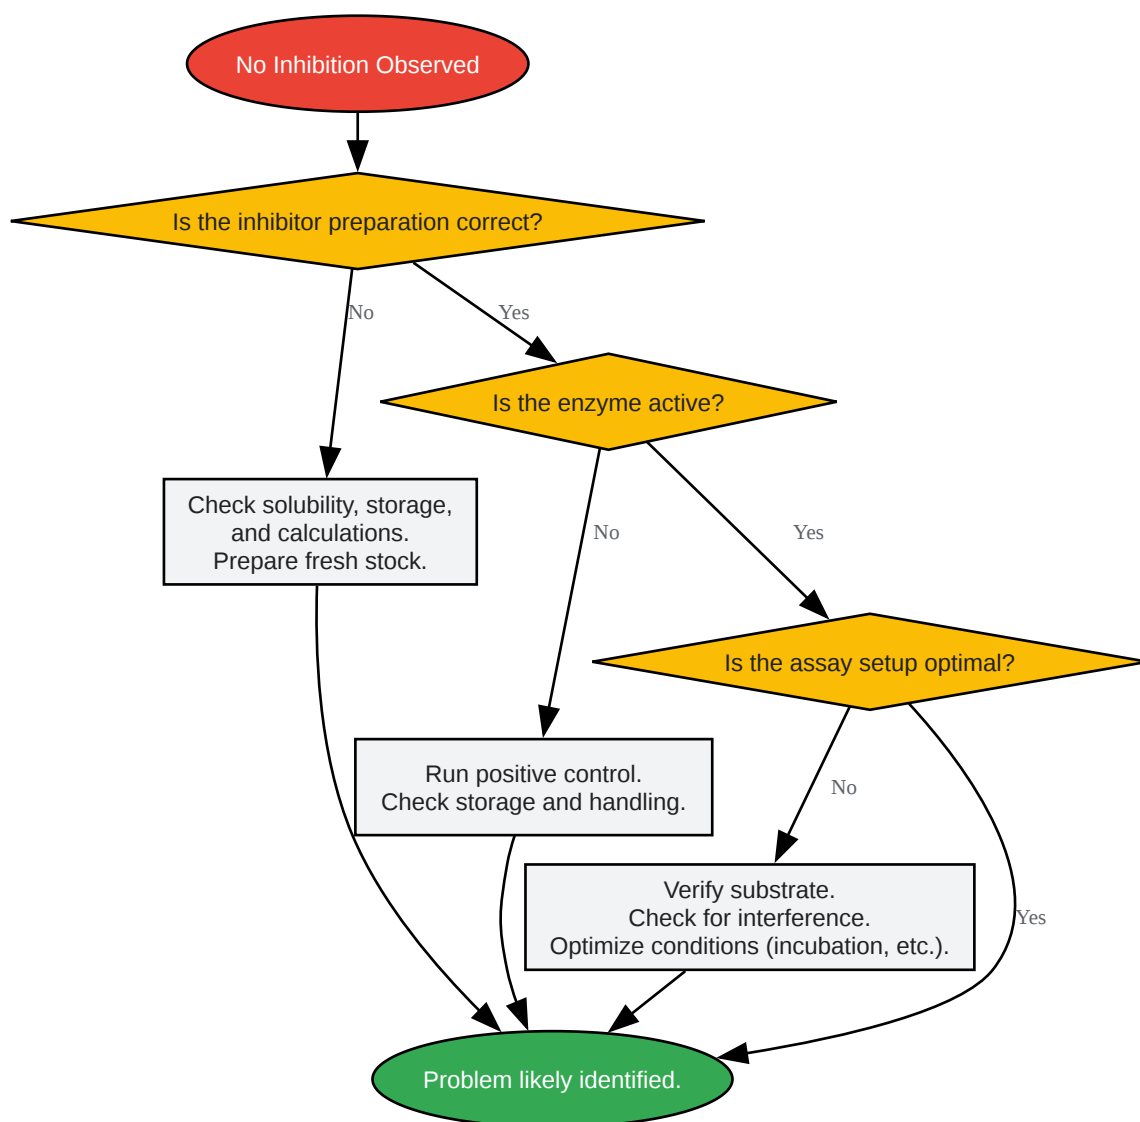 No Inhibition Observed
Is the inhibitor preparation correct?
No
Yes
Is the enzyme active?
Check solubility, storage,
and calculations.
Prepare fresh stock.
No
Yes
Is the assay setup optimal?
Run positive control.
Check storage and handling.
No
Verify substrate.
Check for interference.
Optimize conditions (incubation, etc.).
Yes
Problem likely identified.